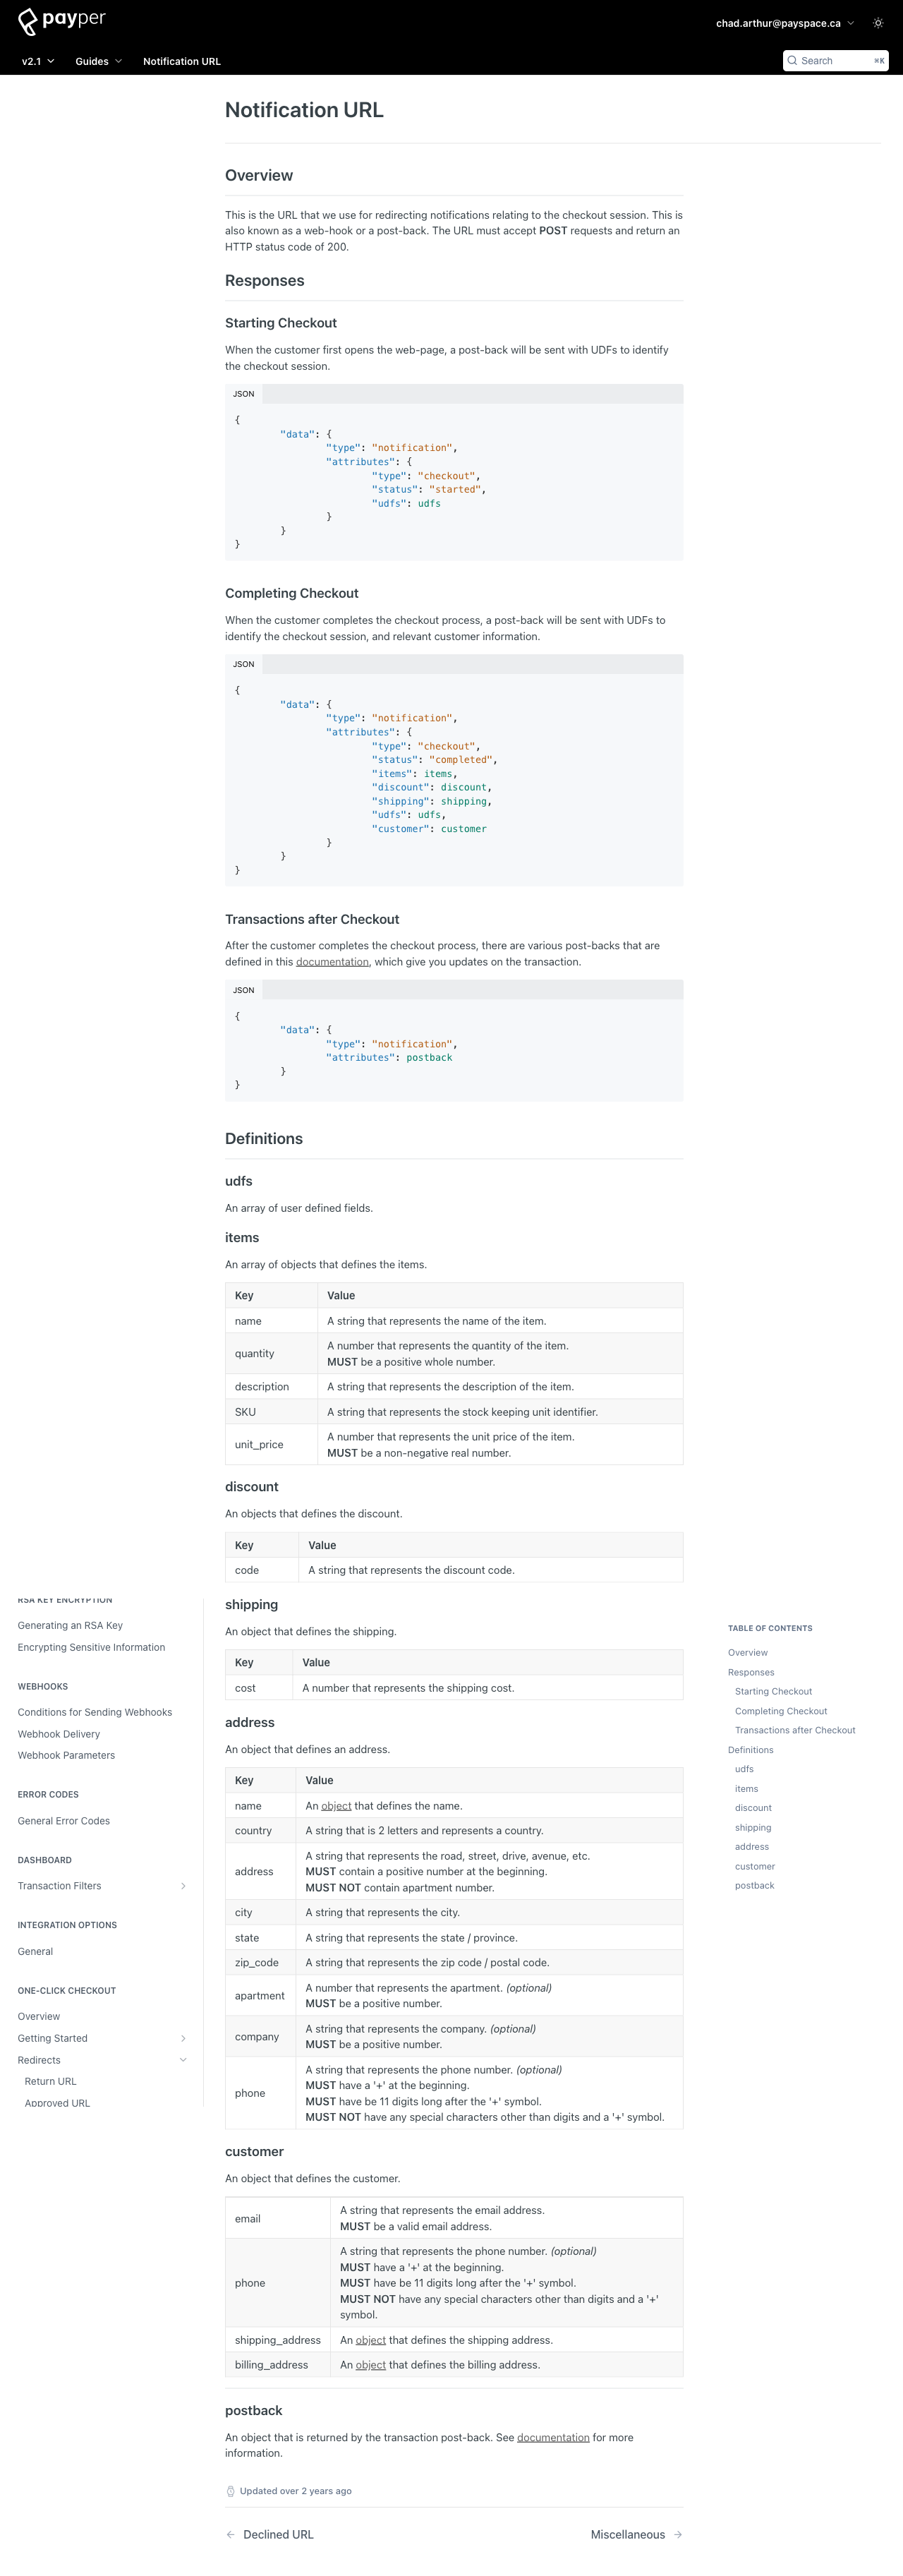 payper
chad.arthur@payspace.ca
v2.1
Guides
Notification URL
Search
⌘K
Notification URL
Overview
This is the URL that we use for redirecting notifications relating to the checkout session. This is
also known as a web-hook or a post-back. The URL must accept POST requests and return an
HTTP status code of 200.
Responses
Starting Checkout
When the customer first opens the web-page, a post-back will be sent with UDFs to identify
the checkout session.
JSON
{
"data": {
"type": "notification",
"attributes": {
"type": "checkout",
"status": "started",
"udfs": udfs
}
}
}
Completing Checkout
When the customer completes the checkout process, a post-back will be sent with UDFs to
identify the checkout session, and relevant customer information.
JSON
{
"data": {
"type": "notification",
"attributes": {
"type": "checkout",
"status": "completed",
"items": items,
"discount": discount,
"shipping": shipping,
"udfs": udfs,
"customer": customer
}
}
}
Transactions after Checkout
After the customer completes the checkout process, there are various post-backs that are
defined in this documentation, which give you updates on the transaction.
JSON
{
"data": {
"type": "notification",
"attributes": postback
}
}
Definitions
udfs
An array of user defined fields.
items
An array of objects that defines the items.
Key Value
name A string that represents the name of the item.
quantity A number that represents the quantity of the item.
MUST be a positive whole number.
description A string that represents the description of the item.
SKU A string that represents the stock keeping unit identifier.
unit_price A number that represents the unit price of the item.
MUST be a non-negative real number.
discount
An objects that defines the discount.
Key Value
code A string that represents the discount code.
shipping
An object that defines the shipping.
Key Value
cost A number that represents the shipping cost.
address
An object that defines an address.
Key Value
name An object that defines the name.
country A string that is 2 letters and represents a country.
address A string that represents the road, street, drive, avenue, etc.
MUST contain a positive number at the beginning.
MUST NOT contain apartment number.
city A string that represents the city.
state A string that represents the state / province.
zip_code A string that represents the zip code / postal code.
apartment A number that represents the apartment. (optional)
MUST be a positive number.
company A string that represents the company. (optional)
MUST be a positive number.
phone A string that represents the phone number. (optional)
MUST have a '+' at the beginning.
MUST have be 11 digits long after the '+' symbol.
MUST NOT have any special characters other than digits and a '+' symbol.
customer
An object that defines the customer.
email A string that represents the email address.
MUST be a valid email address.
phone A string that represents the phone number. (optional)
MUST have a '+' at the beginning.
MUST have be 11 digits long after the '+' symbol.
MUST NOT have any special characters other than digits and a '+'
symbol.
shipping_address An object that defines the shipping address.
billing_address An object that defines the billing address.
postback
An object that is returned by the transaction post-back. See documentation for more
information.
Updated over 2 years ago
← Declined URL
Miscellaneous →
RSA KEY ENCRYPTION
Generating an RSA Key
Encrypting Sensitive Information
WEBHOOKS
Conditions for Sending Webhooks
Webhook Delivery
Webhook Parameters
ERROR CODES
General Error Codes
DASHBOARD
Transaction Filters
INTEGRATION OPTIONS
General
ONE-CLICK CHECKOUT
Overview
Getting Started
Redirects
Return URL
Approved URL
TABLE OF CONTENTS
Overview
Responses
Starting Checkout
Completing Checkout
Transactions after Checkout
Definitions
udfs
items
discount
shipping
address
customer
postback